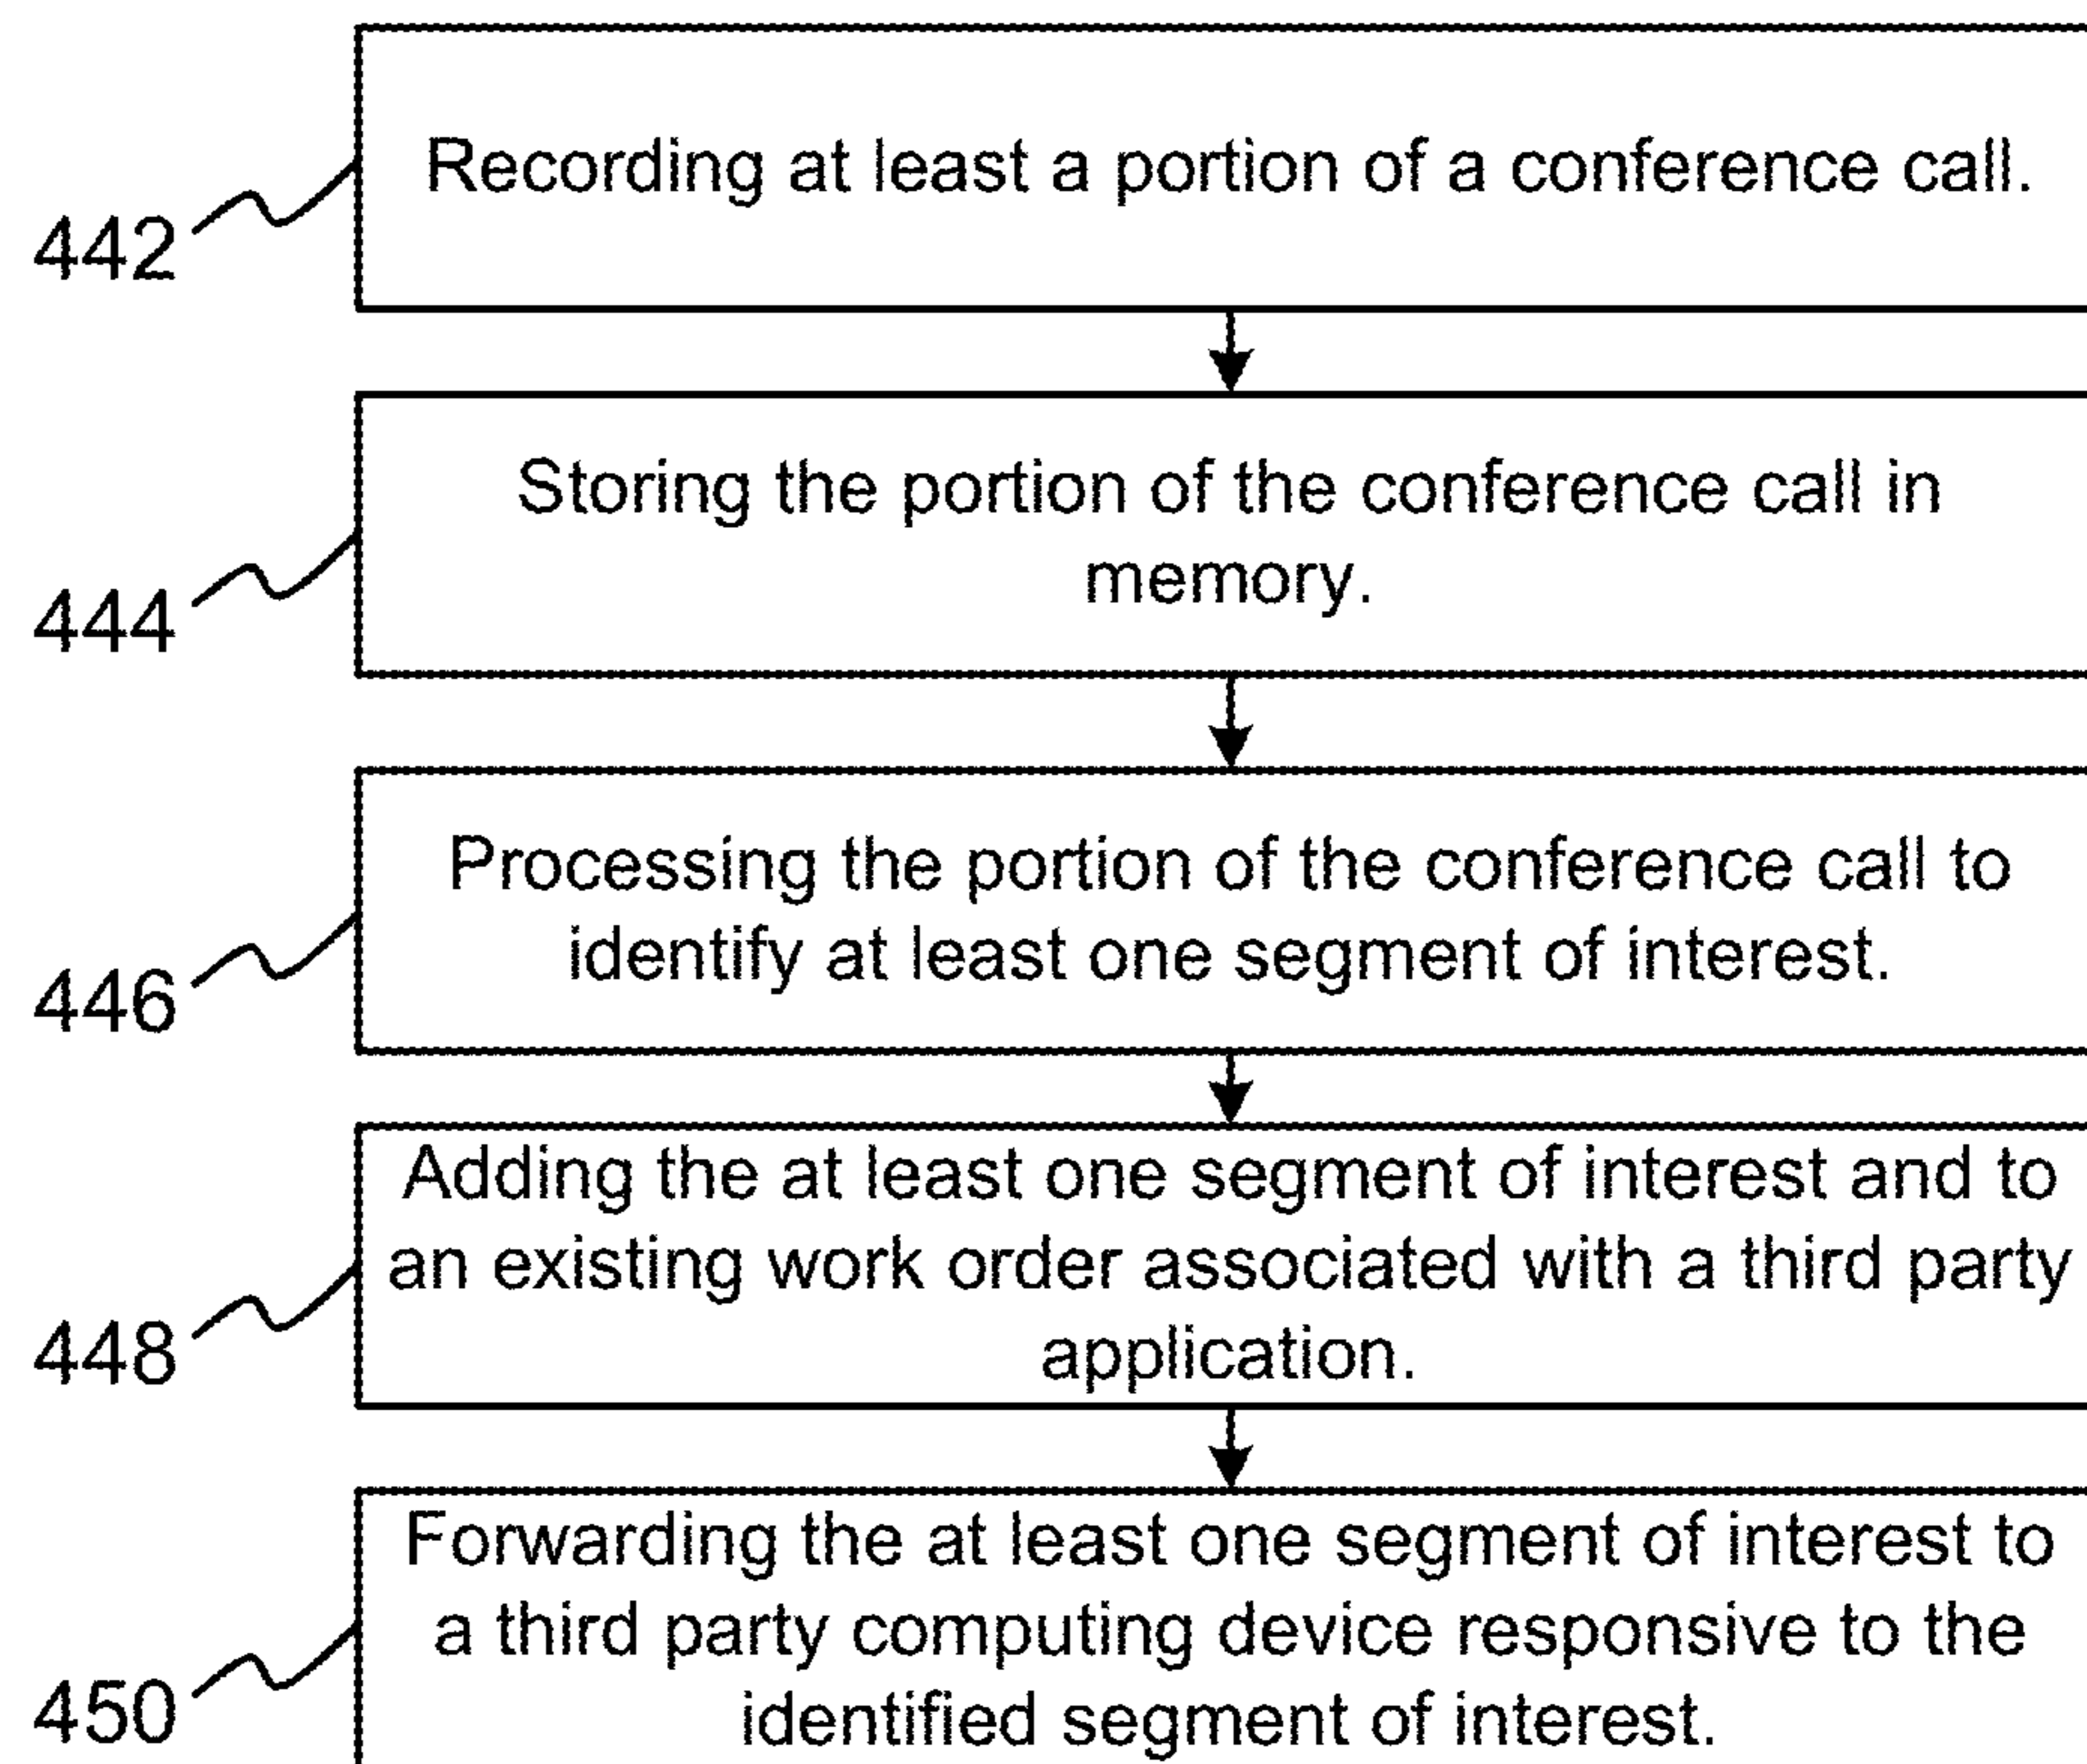 Recording at least a portion of a conference call.
442
Storing the portion of the conference call in
memory.
444
Processing the portion of the conference call to
identify at least one segment of interest.
446
Adding the at least one segment of interest and to
an existing work order associated with a third party
application.
448
Forwarding the at least one segment of interest to
a third party computing device responsive to the
identified segment of interest.
450